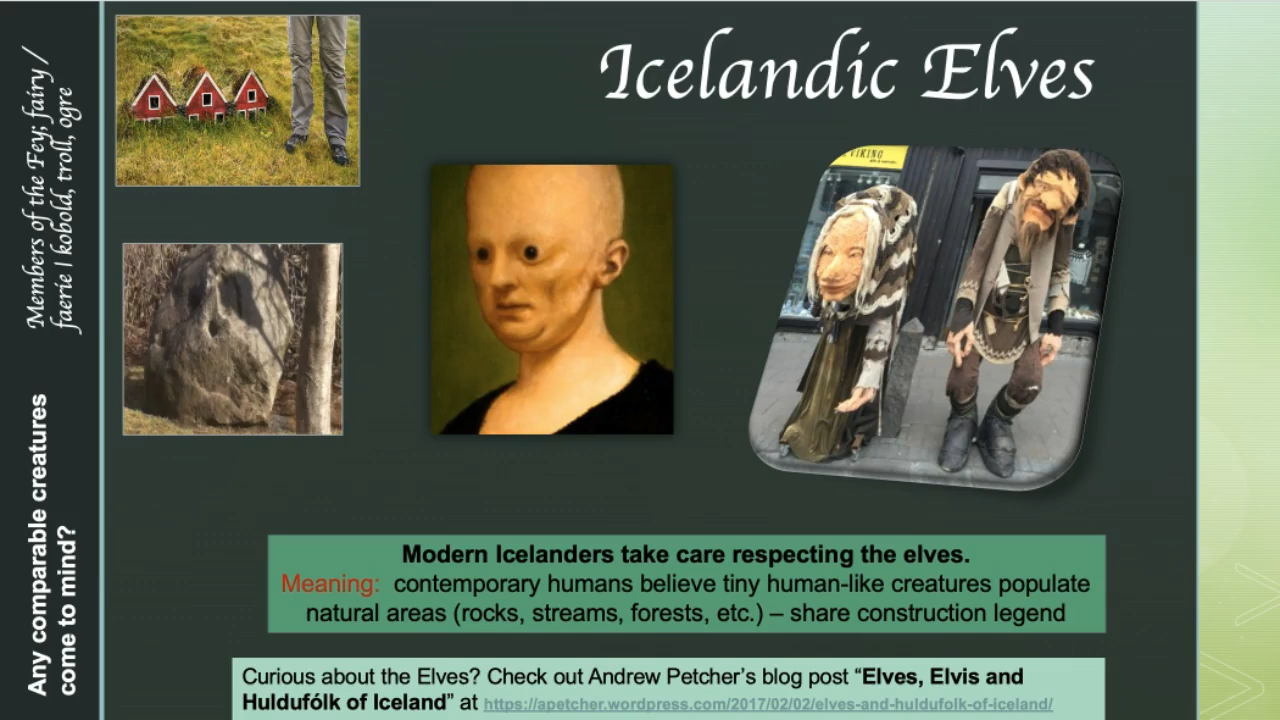 Icelandic Elves
Members of the Fey; fairy /
faerie | kobold, troll, ogre
Any comparable creatures
come to mind?
VIKING
Modern Icelanders take care respecting the elves.
Meaning: contemporary humans believe tiny human-like creatures populate
natural areas (rocks, streams, forests, etc.) – share construction legend
Curious about the Elves? Check out Andrew Petcher's blog post “Elves, Elvis and
Huldufólk of Iceland” at https://apetcher.wordpress.com/2017/02/02/elves-and-huldufolk-of-iceland/